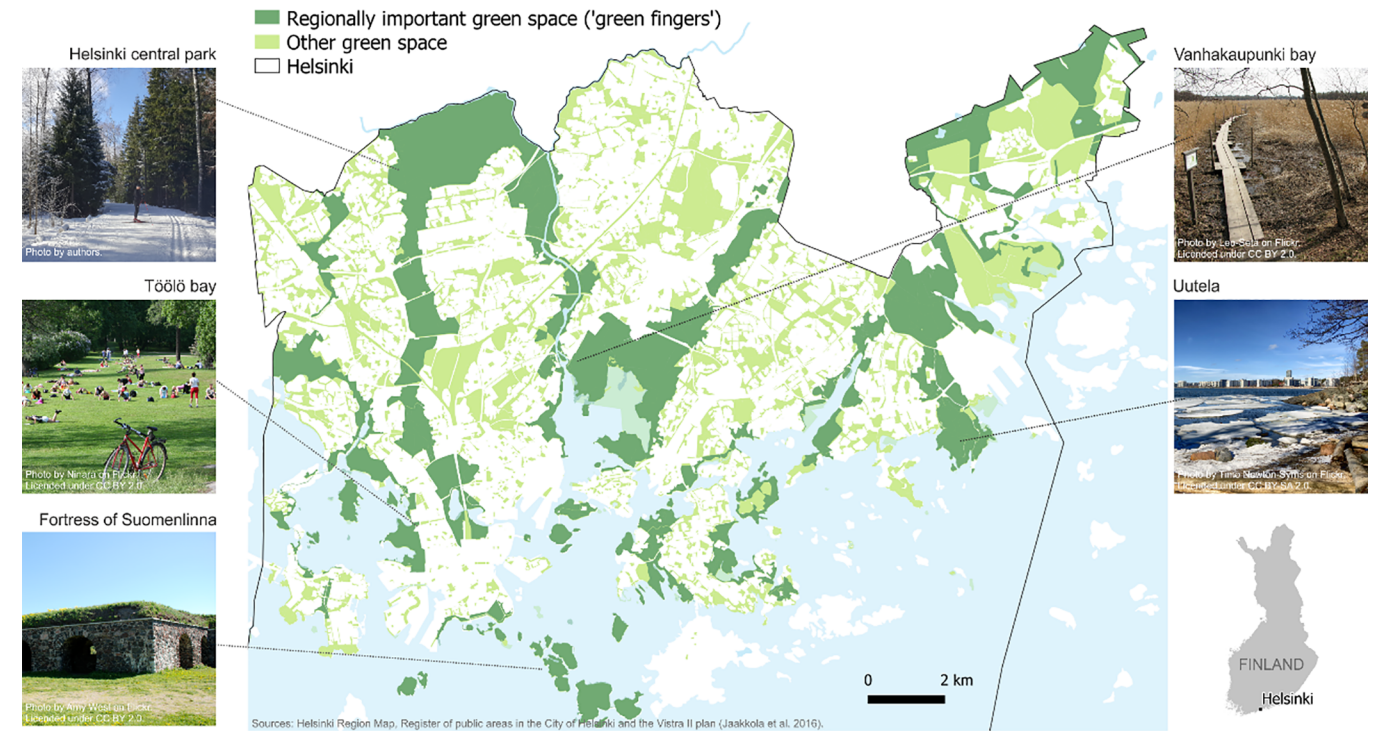 Regionally important green space ('green fingers')
Other green space
Helsinki
Helsinki central park
Photo by authors.
Töölö bay
Photo by Ninara on Flickr.
Licenced under CC BY 2.0.
Fortress of Suomenlinna
Photo by Amy West on Flickr.
Licenced under CC BY 2.0.
Vanhakaupunki bay
Photo by Leo-Seta on Flickr.
Licenced under CC BY 2.0.
Uutela
Photo by Timo Newton-Syms on Flickr.
Licenced under CC BY-SA 2.0.
FINLAND
Helsinki
0 2 km
Sources: Helsinki Region Map, Register of public areas in the City of Helsinki and the Vistra II plan (Jaakkola et al. 2016).